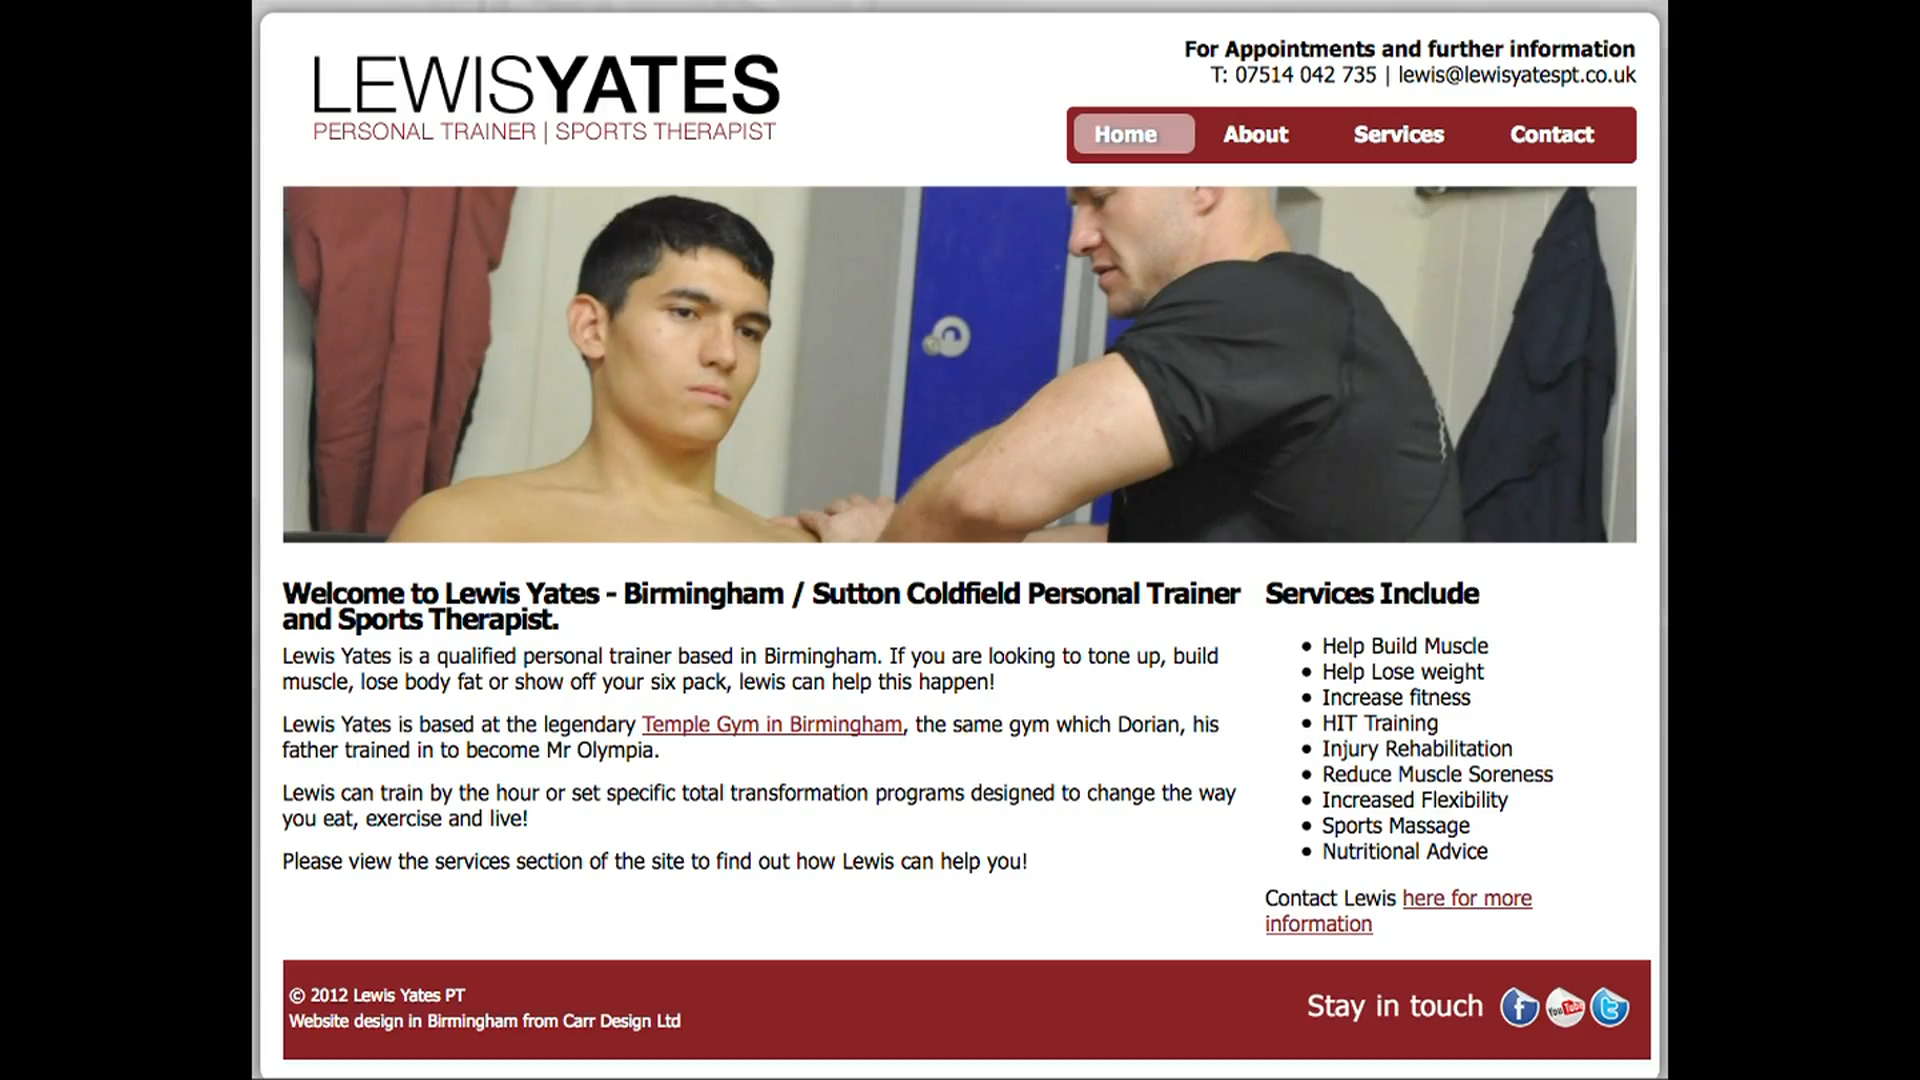 LEWISYATES
PERSONAL TRAINER | SPORTS THERAPIST
For Appointments and further information
T: 07514 042 735 | lewis@lewisyatespt.co.uk
Home About Services Contact
Welcome to Lewis Yates - Birmingham / Sutton Coldfield Personal Trainer
and Sports Therapist.
Lewis Yates is a qualified personal trainer based in Birmingham. If you are looking to tone up, build
muscle, lose body fat or show off your six pack, lewis can help this happen!
Lewis Yates is based at the legendary Temple Gym in Birmingham, the same gym which Dorian, his
father trained in to become Mr Olympia.
Lewis can train by the hour or set specific total transformation programs designed to change the way
you eat, exercise and live!
Please view the services section of the site to find out how Lewis can help you!
Services Include
Help Build Muscle
Help Lose weight
Increase fitness
HIT Training
Injury Rehabilitation
Reduce Muscle Soreness
Increased Flexibility
Sports Massage
Nutritional Advice
Contact Lewis here for more
information
© 2012 Lewis Yates PT
Website design in Birmingham from Carr Design Ltd
Stay in touch
f You Tube t